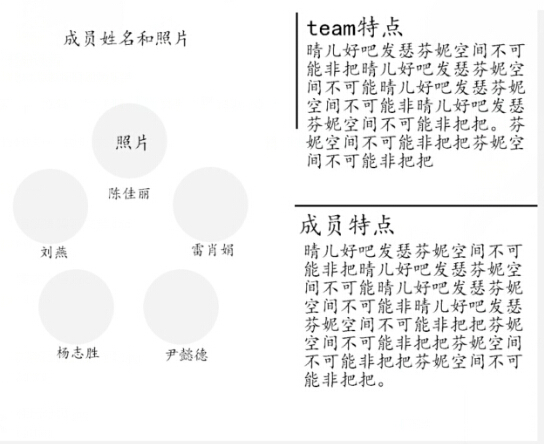 成员姓名和照片
照片
陈佳丽
刘燕
雷肖娟
杨志胜
尹懿德
team特点
晴儿好吧发瑟芬妮空间不可
能非把晴儿好吧发瑟芬妮空
间不可能晴儿好吧发瑟芬妮
空间不可能非晴儿好吧发瑟
芬妮空间不可能非把把。芬
妮空间不可能非把把芬妮空
间不可能非把把
成员特点
晴儿好吧发瑟芬妮空间不可
能非把晴儿好吧发瑟芬妮空
间不可能晴儿好吧发瑟芬妮
空间不可能非晴儿好吧发瑟
芬妮空间不可能非把把芬妮
空间不可能非把把芬妮空间
不可能非把把芬妮空间不可
能非把把。